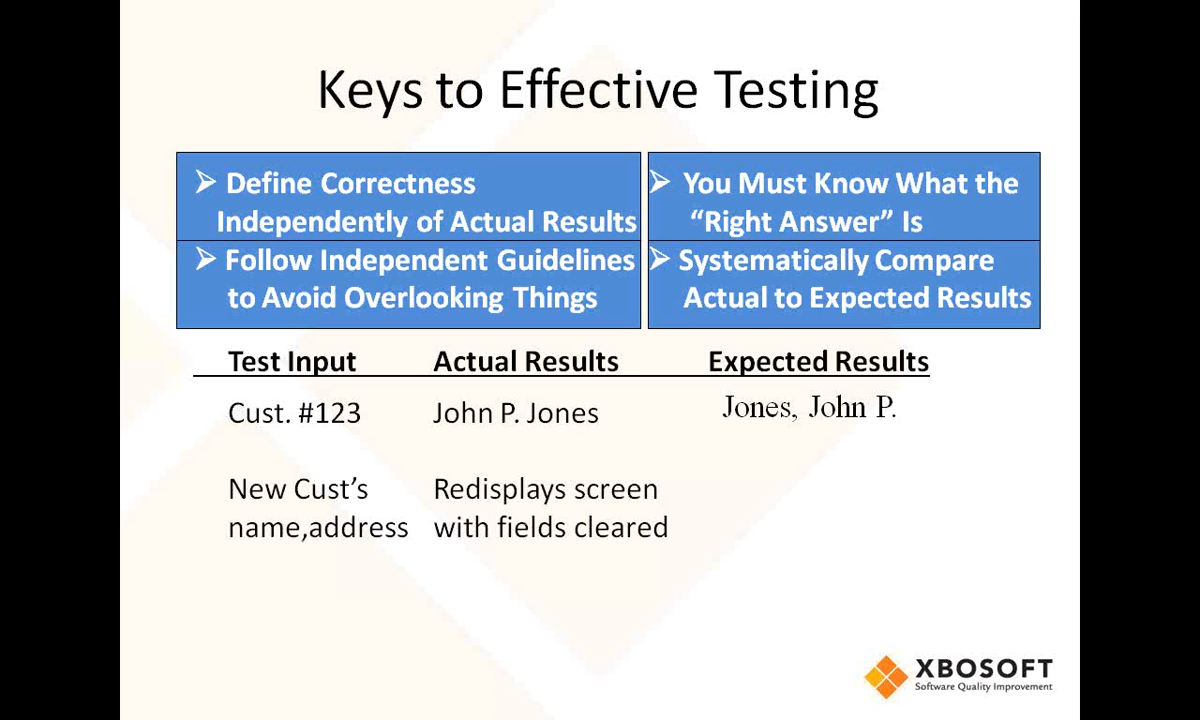 Keys to Effective Testing
➢ Define Correctness
Independently of Actual Results
➢ You Must Know What the
“Right Answer” Is
➢ Follow Independent Guidelines
to Avoid Overlooking Things
➢ Systematically Compare
Actual to Expected Results
Test Input Actual Results Expected Results
Cust. #123 John P. Jones Jones, John P.
New Cust’s Redisplays screen
name,address with fields cleared
XBOSOFT
Software Quality Improvement